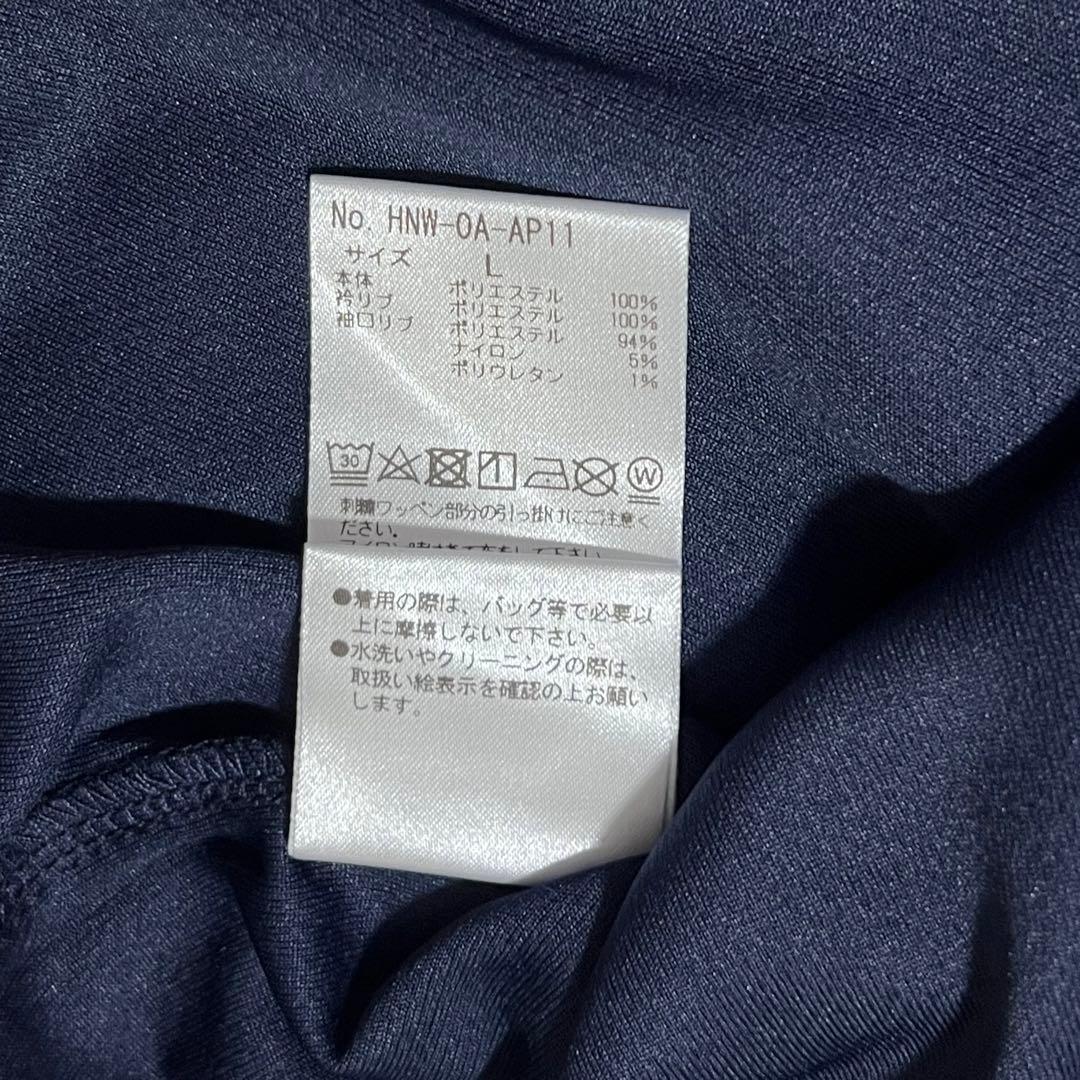 No. HNW-OA-AP11
サイズ L
本体 ポリエステル 100%
衿リブ ポリエステル 100%
袖口リブ ポリエステル 94%
ナイロン 5%
ポリウレタン 1%
30 W
刺繍ワッペン部分の引っ掛けにご注意く
ださい。
●着用の際は、バッグ等で必要以
上に摩擦しないで下さい。
●水洗いやクリーニングの際は、
取扱い絵表示を確認の上お願い
します。